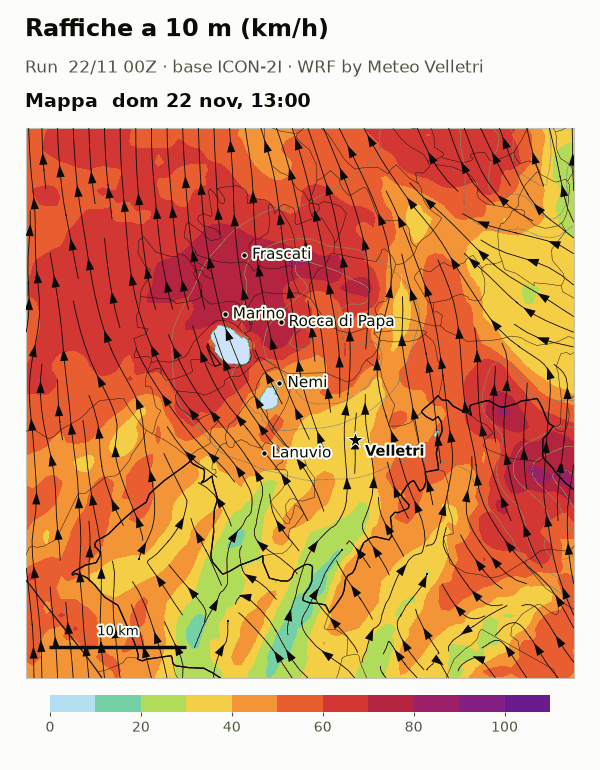 Raffiche a 10 m (km/h)
Run  22/11 00Z · base ICON-2I · WRF by Meteo Velletri
Mappa  dom 22 nov, 13:00
Frascati
Marino
Rocca di Papa
Nemi
Lanuvio
Velletri
10 km
0 20 40 60 80 100